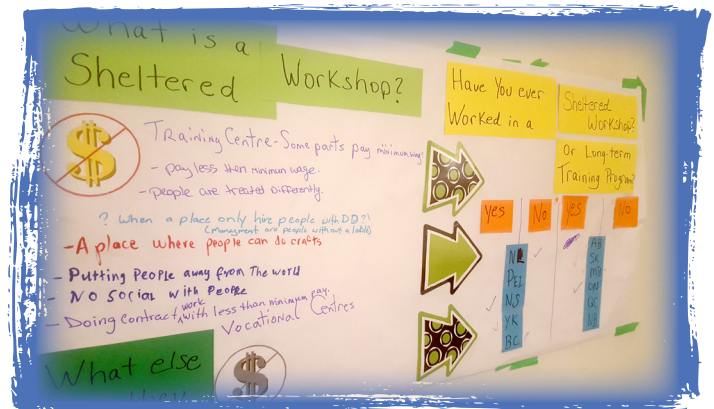 What is a
Sheltered
Workshop?
Training Centre - Some parts pay minimum wage
- pay less then minimum wage.
- people are treated differently.
? When a place only hire people with DD?
(Managment are people without a lable)
- A place where people can do crafts
- Putting People away from The world
- No Social with People
- Doing contract work with less than minimum pay.
Vocational Centres
What else
they
Have You ever
Worked in a
Sheltered
Workshop?
Or Long-term
Training Program?
Yes
No
Yes
No
NL
PEI
NS
YK
BC
AB
SK
MB
ON
QC
NB